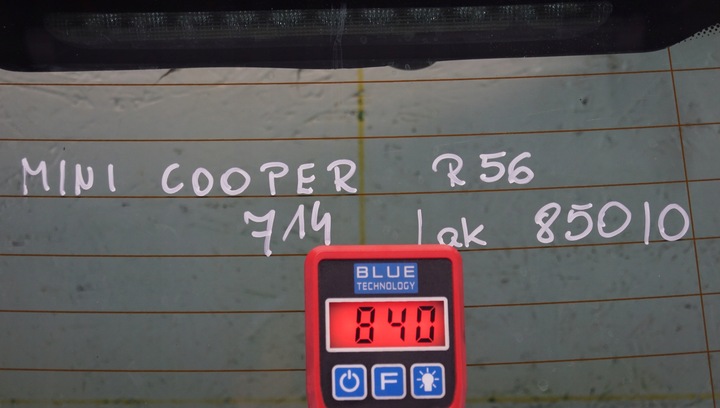 MINI COOPER R56
714 lak 85010
BLUE
TECHNOLOGY
840
F